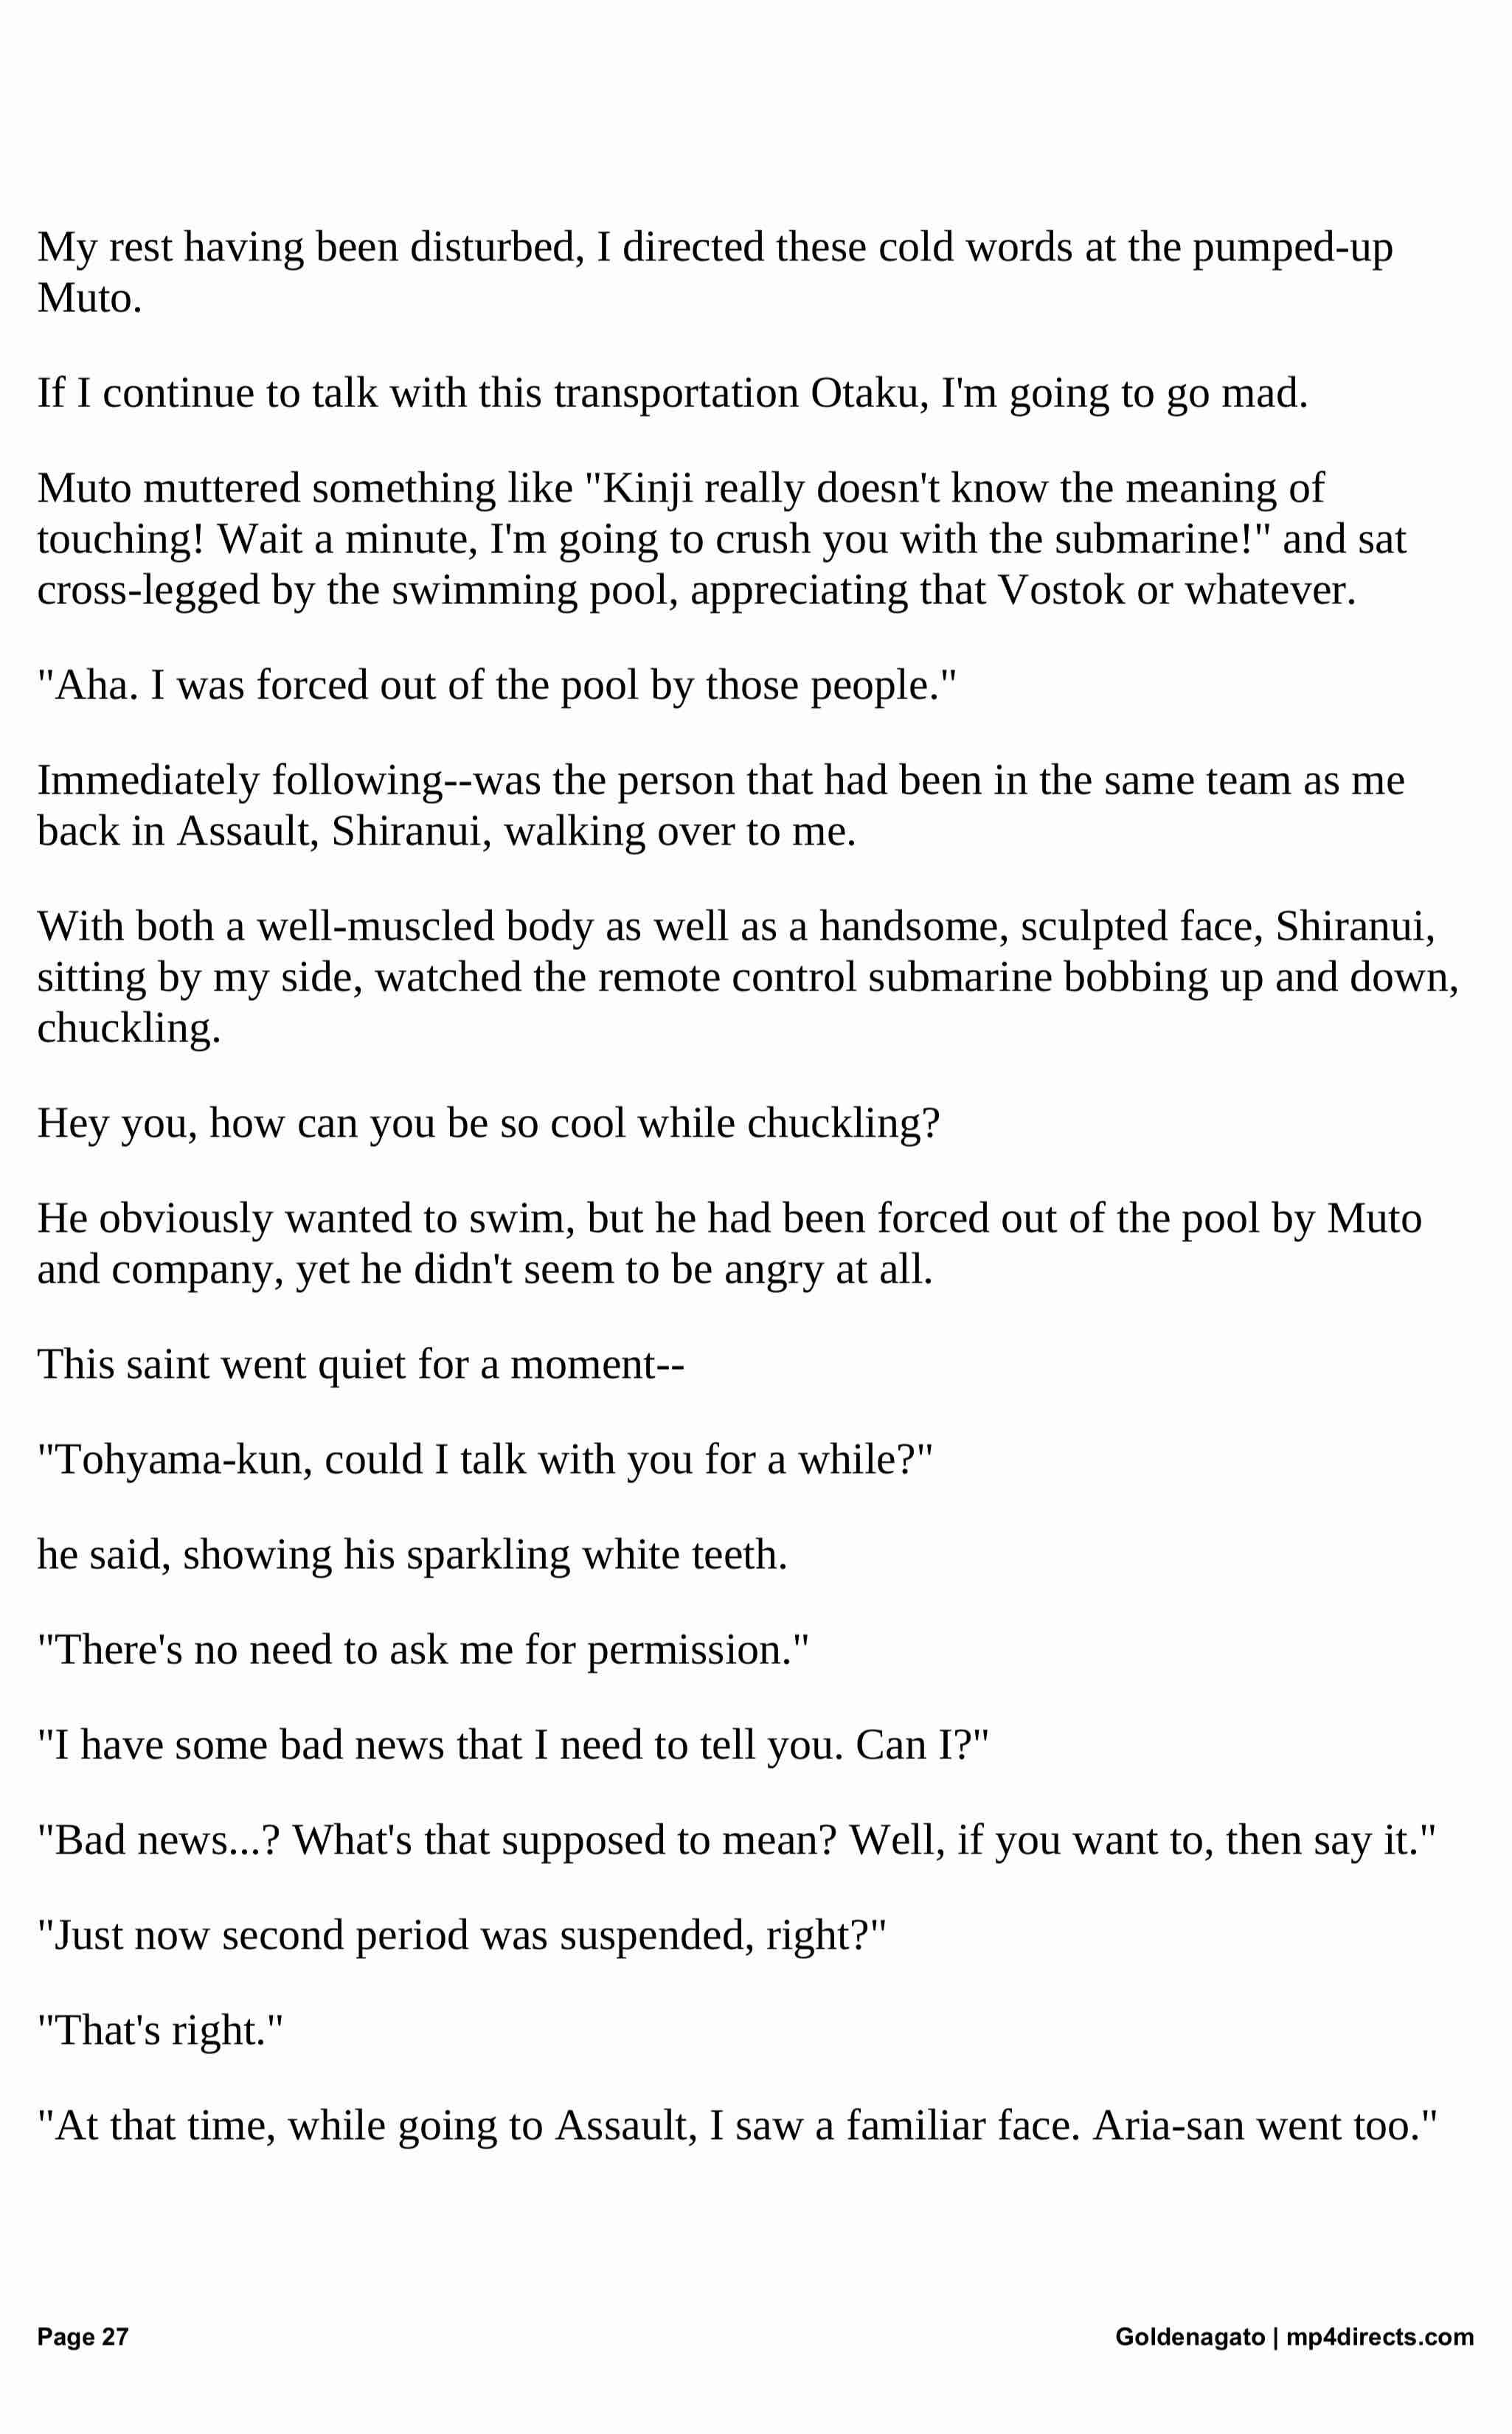 My rest having been disturbed, I directed these cold words at the pumped-up
Muto.
If I continue to talk with this transportation Otaku, I'm going to go mad.
Muto muttered something like "Kinji really doesn't know the meaning of
touching! Wait a minute, I'm going to crush you with the submarine!" and sat
cross-legged by the swimming pool, appreciating that Vostok or whatever.
"Aha. I was forced out of the pool by those people."
Immediately following--was the person that had been in the same team as me
back in Assault, Shiranui, walking over to me.
With both a well-muscled body as well as a handsome, sculpted face, Shiranui,
sitting by my side, watched the remote control submarine bobbing up and down,
chuckling.
Hey you, how can you be so cool while chuckling?
He obviously wanted to swim, but he had been forced out of the pool by Muto
and company, yet he didn't seem to be angry at all.
This saint went quiet for a moment--
"Tohyama-kun, could I talk with you for a while?"
he said, showing his sparkling white teeth.
"There's no need to ask me for permission."
"I have some bad news that I need to tell you. Can I?"
"Bad news...? What's that supposed to mean? Well, if you want to, then say it."
"Just now second period was suspended, right?"
"That's right."
"At that time, while going to Assault, I saw a familiar face. Aria-san went too."
Page 27
Goldenagato | mp4directs.com